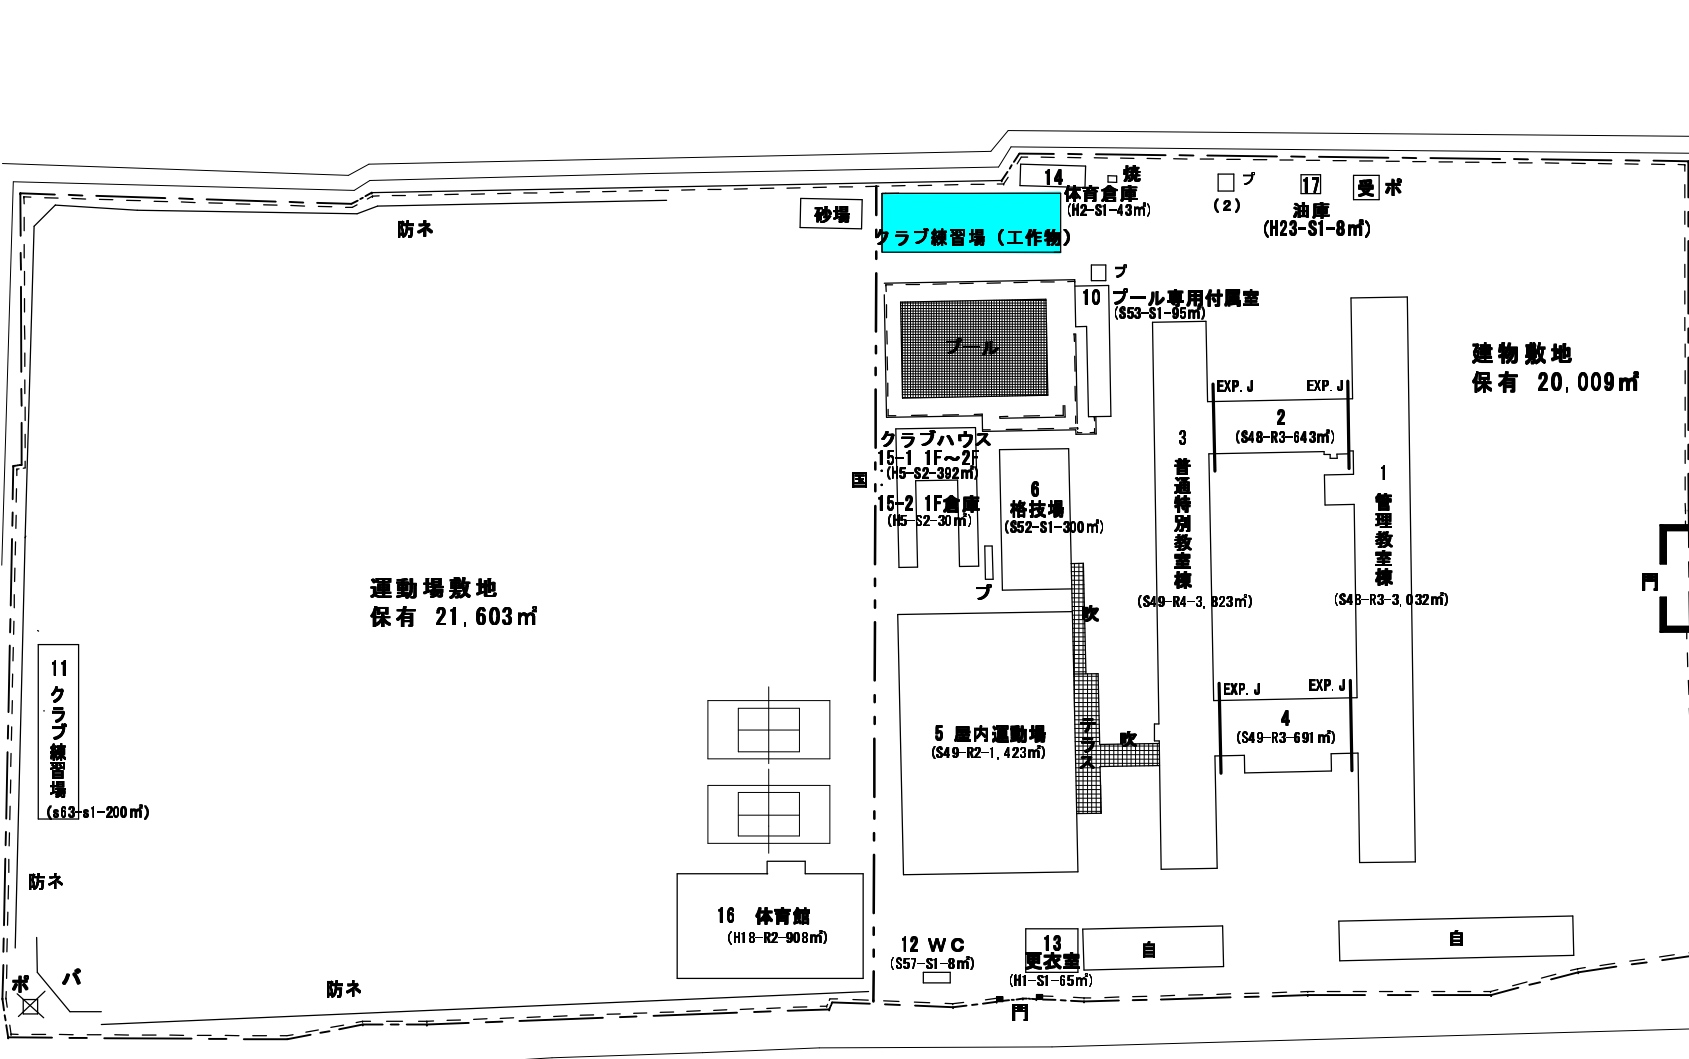 14
焼
体育倉庫
(H2-S1-43㎡)
プ
(2)
17
油庫
(H23-S1-8㎡)
受
ポ
砂場
防ネ
クラブ練習場（工作物）
プ
10 プール専用付属室
(S53-S1-95㎡)
プール
建物敷地
保有 20,009㎡
EXP.J
EXP.J
2
(S48-R3-643㎡)
クラブハウス
15-1 1F～2F
(H5-S2-392㎡)
15-2 1F倉庫
(H5-S2-30㎡)
国
6
格技場
(S52-S1-300㎡)
プ
3 普通特別教室棟
(S49-R4-3,823㎡)
1 管理教室棟
(S48-R3-3,032㎡)
門
運動場敷地
保有 21,603㎡
吹
11 クラブ練習場
(s63-s1-200㎡)
EXP.J
EXP.J
4
(S49-R3-691㎡)
5 屋内運動場
(S49-R2-1,423㎡)
テラス
吹
防ネ
16 体育館
(H18-R2-908㎡)
12 WC
(S57-S1-8㎡)
13
更衣室
(H1-S1-65㎡)
自
自
ポ
パ
防ネ
門